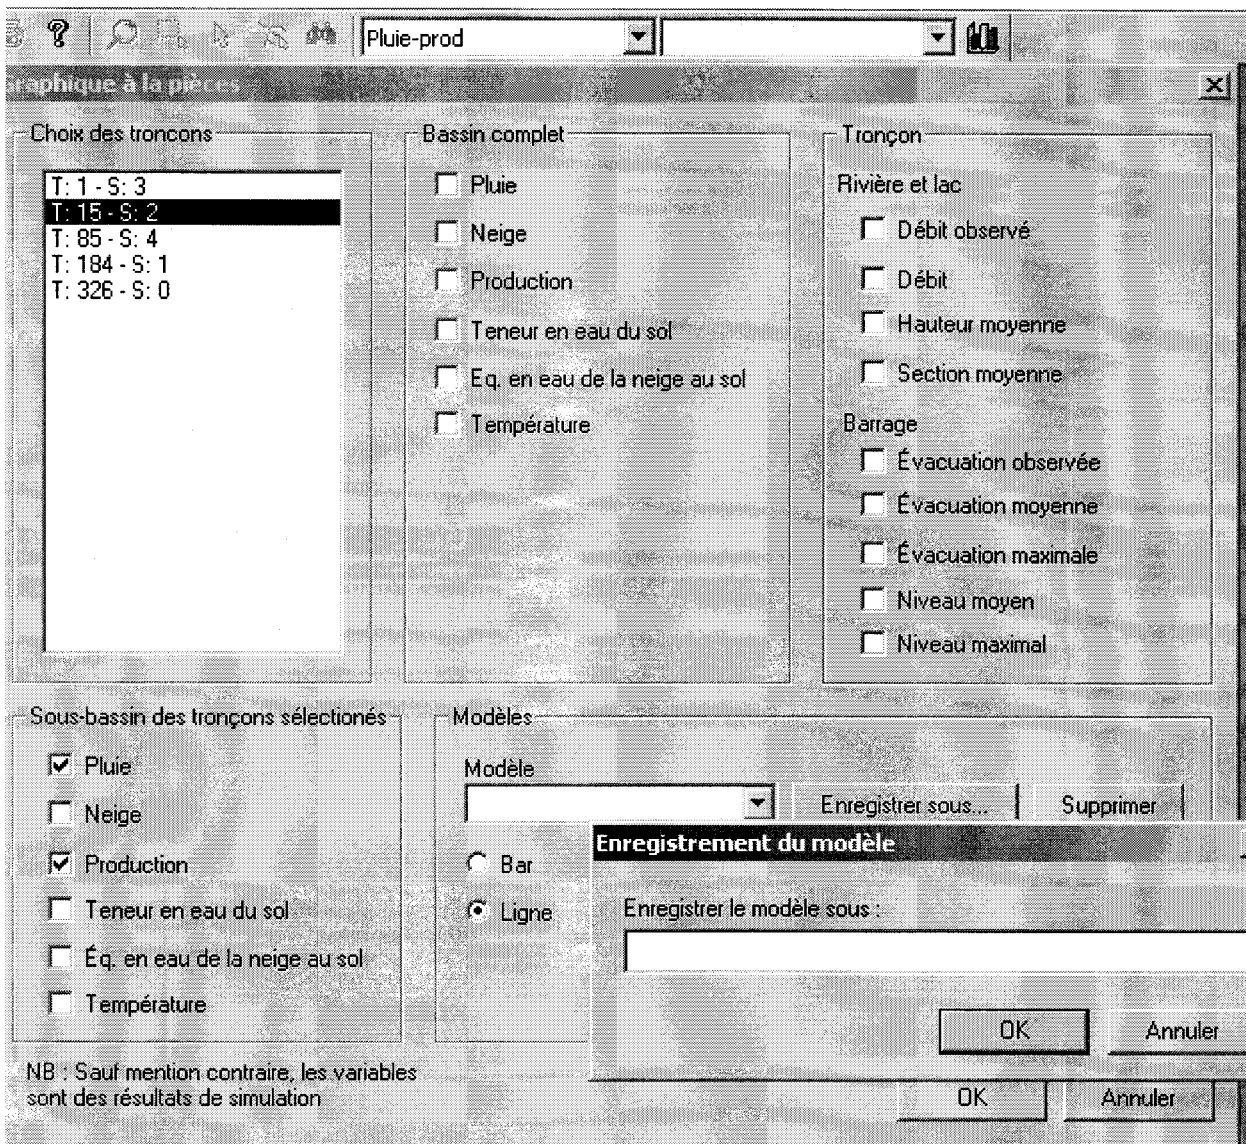 Pluie-prod
Graphique à la pièces
Choix des troncons
T: 1 - S: 3
T: 15 - S: 2
T: 85 - S: 4
T: 184 - S: 1
T: 326 - S: 0
Bassin complet
Pluie
Neige
Production
Teneur en eau du sol
Eq. en eau de la neige au sol
Température
Tronçon
Rivière et lac
Débit observé
Débit
Hauteur moyenne
Section moyenne
Barrage
Évacuation observée
Évacuation moyenne
Évacuation maximale
Niveau moyen
Niveau maximal
Sous-bassin des tronçons sélectionés
Pluie
Neige
Production
Teneur en eau du sol
Éq. en eau de la neige au sol
Température
Modèles
Modèle
Enregistrer sous... Supprimer
Bar
Ligne
Enregistrement du modèle
Enregistrer le modèle sous :
OK Annuler
NB : Sauf mention contraire, les variables
sont des résultats de simulation
OK Annuler